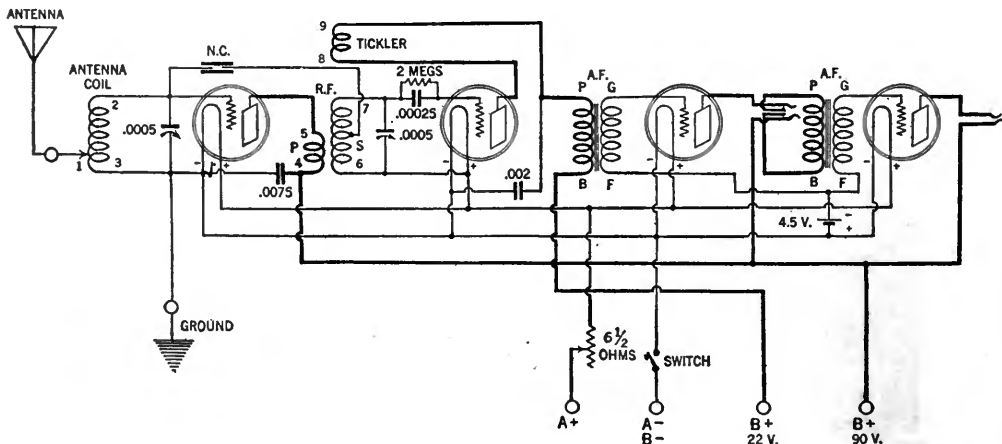 ANTENNA
ANTENNA
COIL
2
3
1
.0005
N.C.
9
8
TICKLER
2 MEGS
.00025
R.F.
7
S
6
5
P
4
.0005
.0075
.002
- +
- +
A.F.
P G
B F
- +
A.F.
P G
B F
- +
4.5 V.
-
+
GROUND
6½
OHMS
SWITCH
A+
A-
B-
B+
22 V.
B+
90 V.